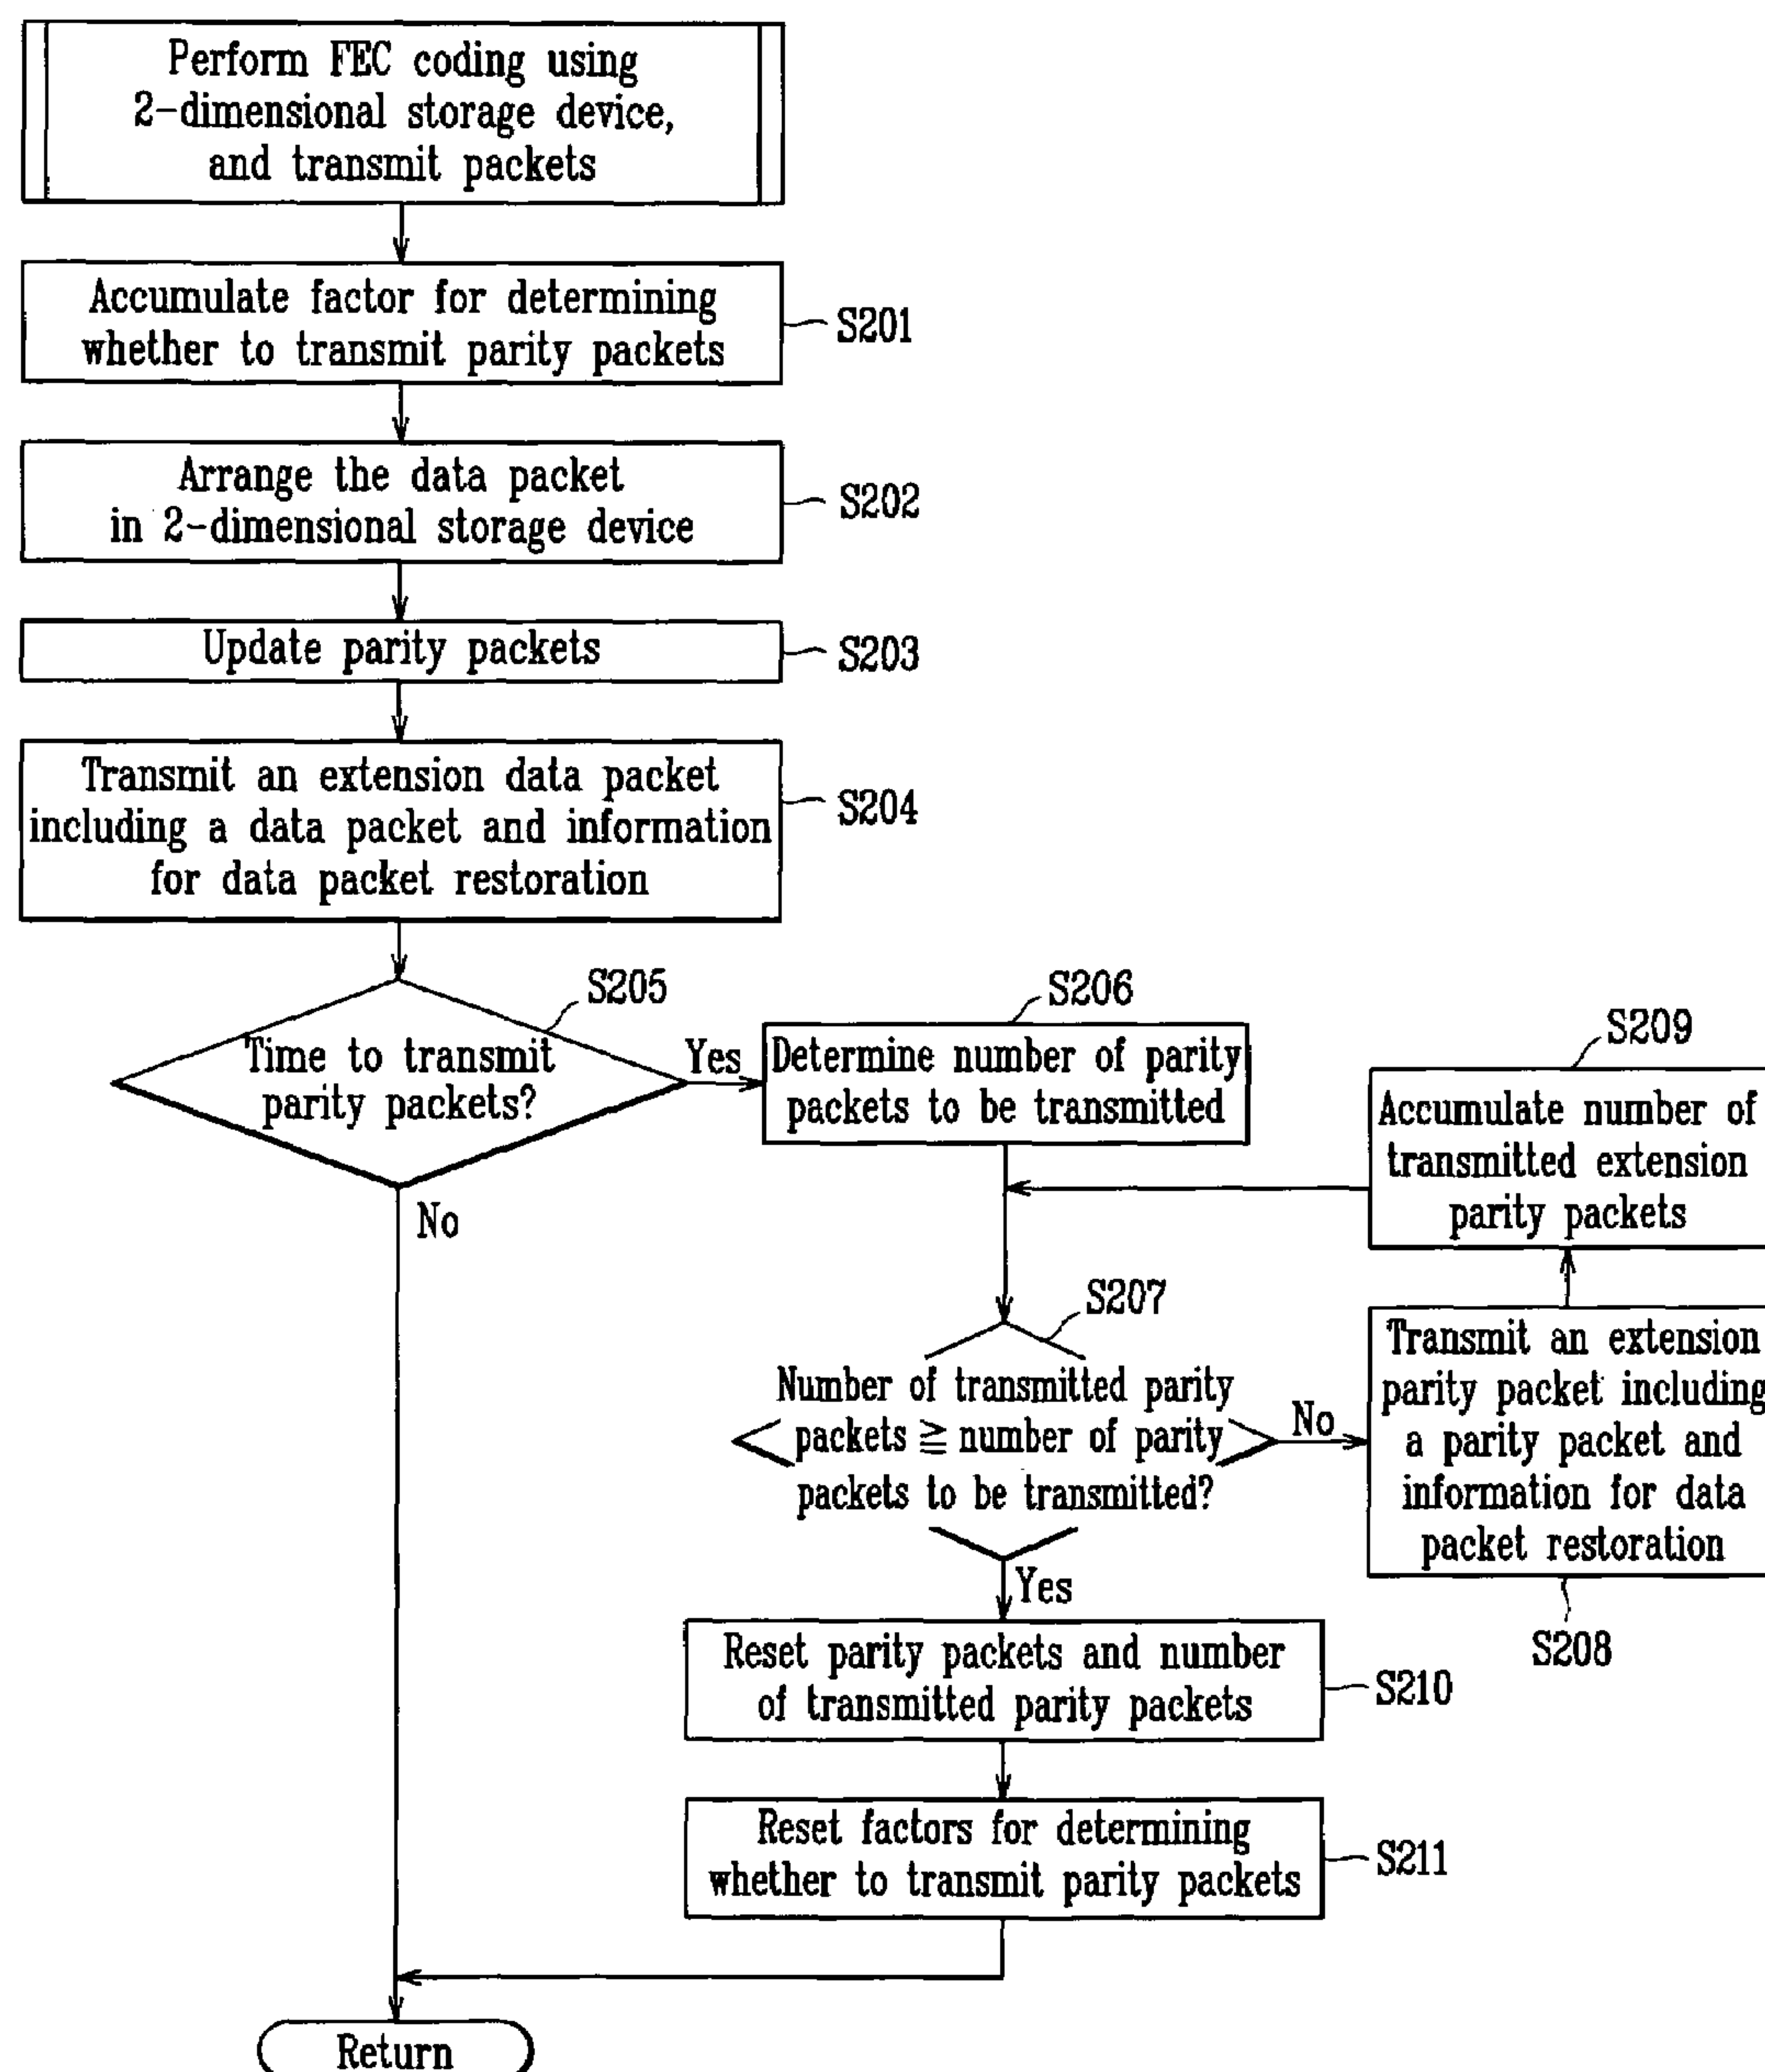 Perform FEC coding using
2-dimensional storage device,
and transmit packets
Accumulate factor for determining
whether to transmit parity packets
S201
Arrange the data packet
in 2-dimensional storage device
S202
Update parity packets
S203
Transmit an extension data packet
including a data packet and information
for data packet restoration
S204
S205
Time to transmit
parity packets?
Yes
No
S206
Determine number of parity
packets to be transmitted
S209
Accumulate number of
transmitted extension
parity packets
S207
Number of transmitted parity
packets ≧ number of parity
packets to be transmitted?
No
Yes
Transmit an extension
parity packet including
a parity packet and
information for data
packet restoration
S208
Reset parity packets and number
of transmitted parity packets
S210
Reset factors for determining
whether to transmit parity packets
S211
Return